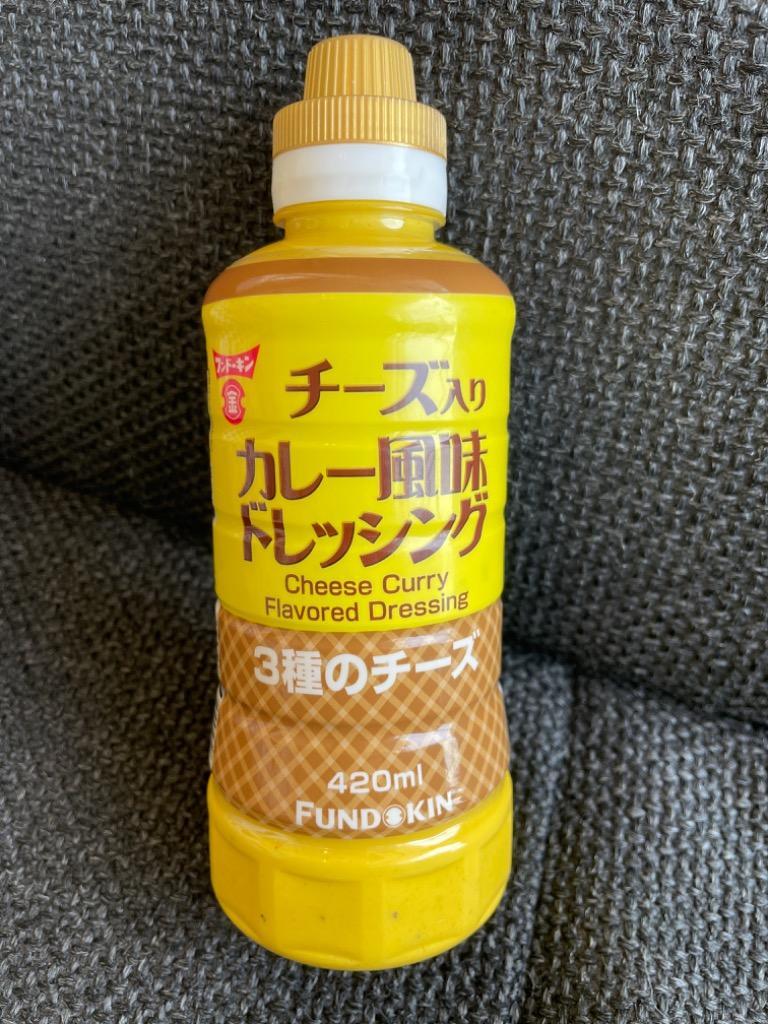 フンドーキン
チーズ入り
カレー風味
ドレッシング
Cheese Curry
Flavored Dressing
3種のチーズ
420ml
FUNDOKIN